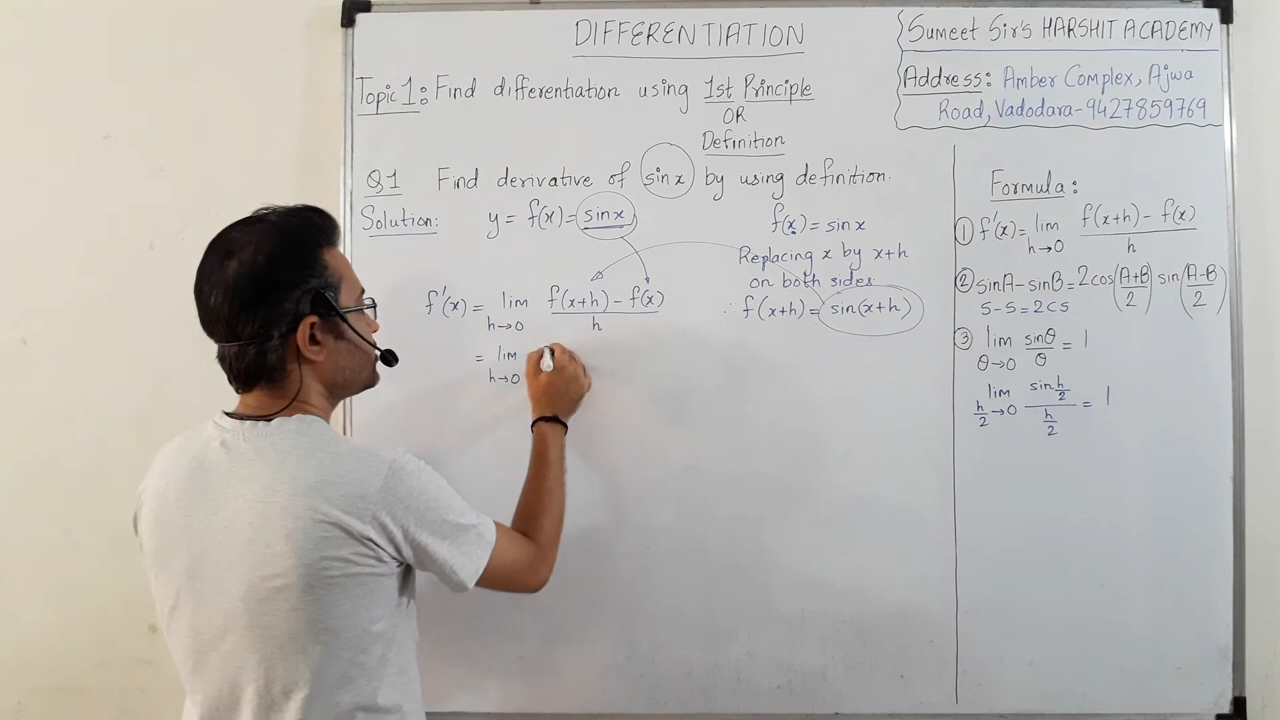 DIFFERENTIATION
Topic 1: Find differentiation using 1st Principle
OR
Definition
Q1 Find derivative of sinx by using definition.
Solution: y = f(x) = sinx
f'(x) = lim h→0 f(x+h) - f(x) / h
= lim h→0
f(x) = sinx
Replacing x by x+h
on both sides
∴ f(x+h) = sin(x+h)
Sumeet Sir's HARSHIT ACADEMY
Address: Amber Complex, Ajwa
Road, Vadodara-9427859769
Formula:
① f'(x) = lim h→0 f(x+h) - f(x) / h
② sinA - sinB = 2cos(A+B/2) sin(A-B/2)
S - S = 2CS
③ lim θ→0 sinθ/θ = 1
lim h/2→0 sin h/2 / h/2 = 1